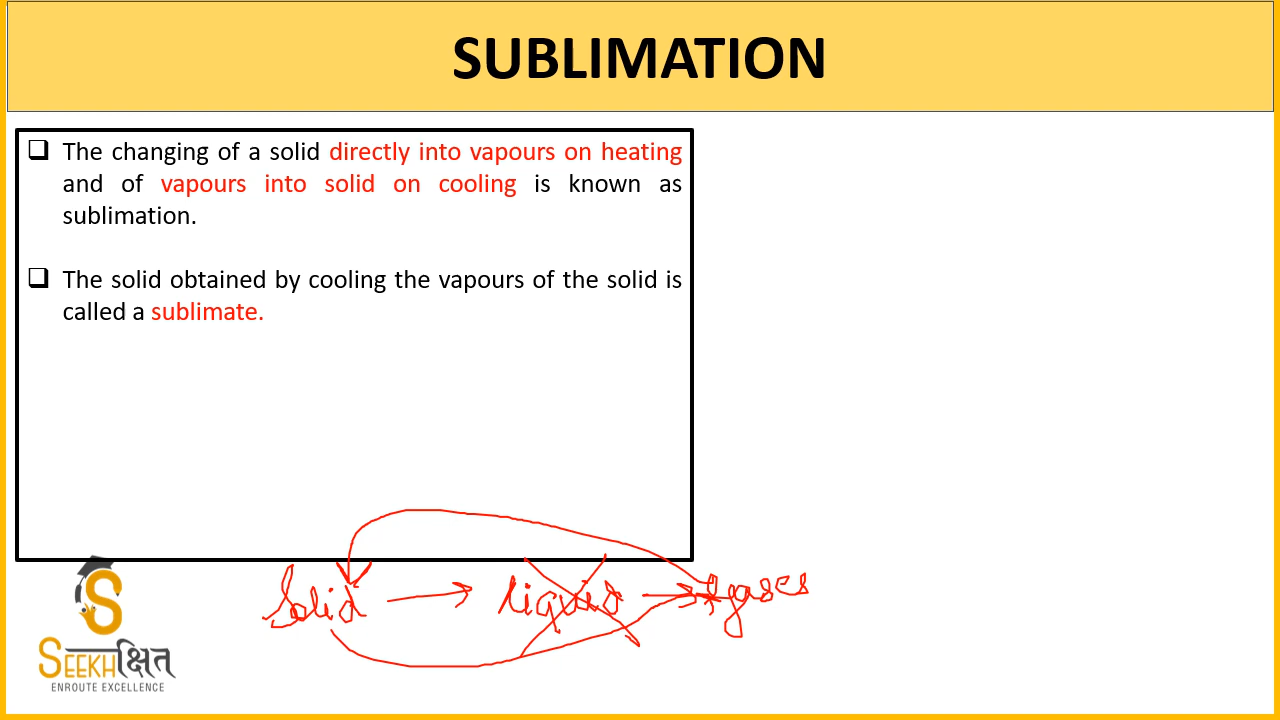 SUBLIMATION
❑ The changing of a solid directly into vapours on heating
and of vapours into solid on cooling is known as
sublimation.
❑ The solid obtained by cooling the vapours of the solid is
called a sublimate.
Solid → liquid → gases
S
SEEKHक्षित
ENROUTE EXCELLENCE